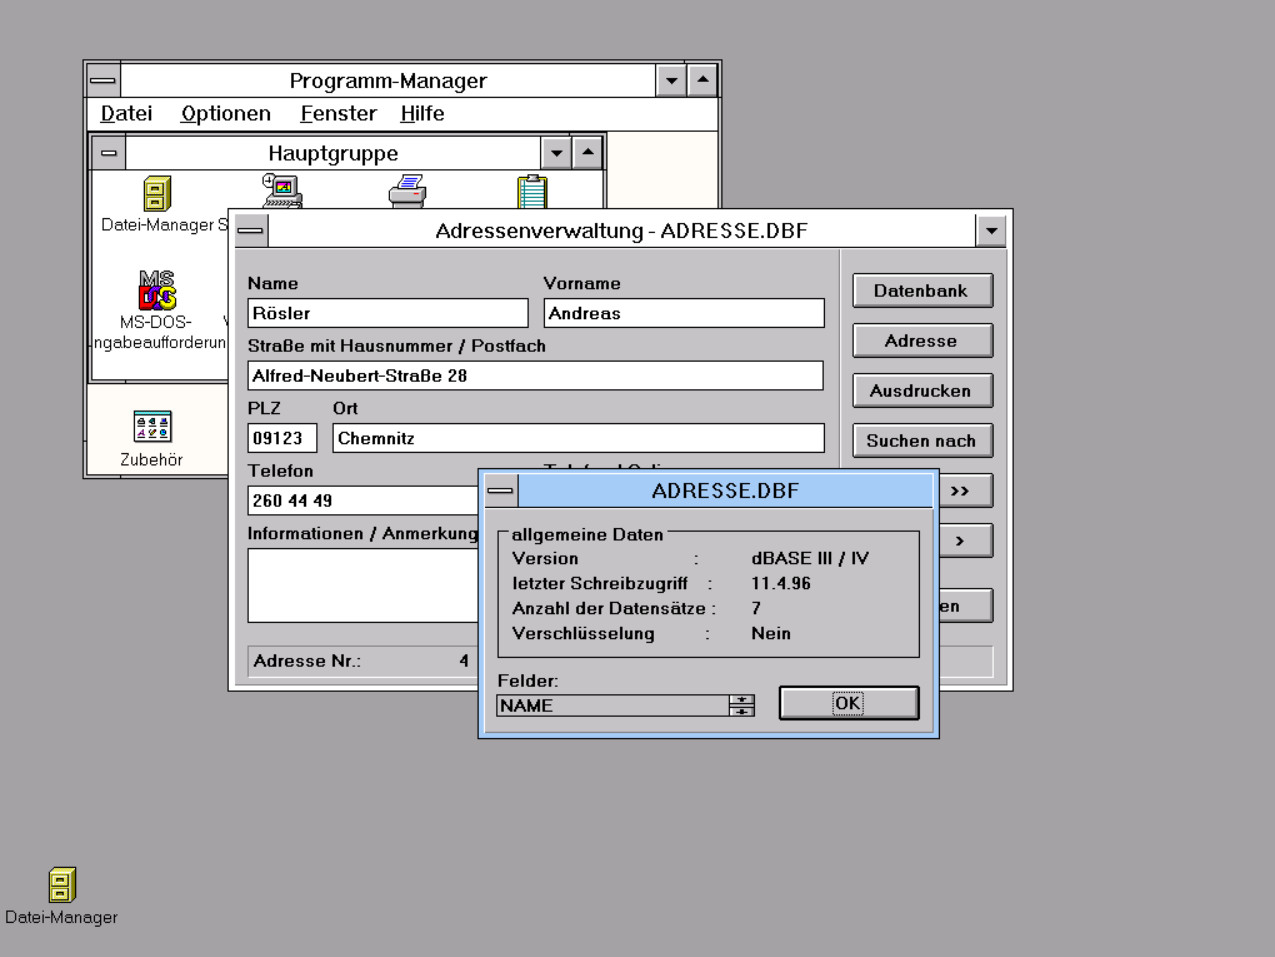 Programm-Manager
Datei Optionen Fenster Hilfe
Hauptgruppe
Datei-Manager S
MS-DOS-
ngabeaufforderun
Zubehör
Adressenverwaltung - ADRESSE.DBF
Name Vorname
Rösler Andreas
Straße mit Hausnummer / Postfach
Alfred-Neubert-Straße 28
PLZ Ort
09123 Chemnitz
Telefon
260 44 49
Informationen / Anmerkung
Adresse Nr.: 4
Datenbank
Adresse
Ausdrucken
Suchen nach
>>
>
en
ADRESSE.DBF
allgemeine Daten
Version : dBASE III / IV
letzter Schreibzugriff : 11.4.96
Anzahl der Datensätze : 7
Verschlüsselung : Nein
Felder:
NAME
OK
Datei-Manager